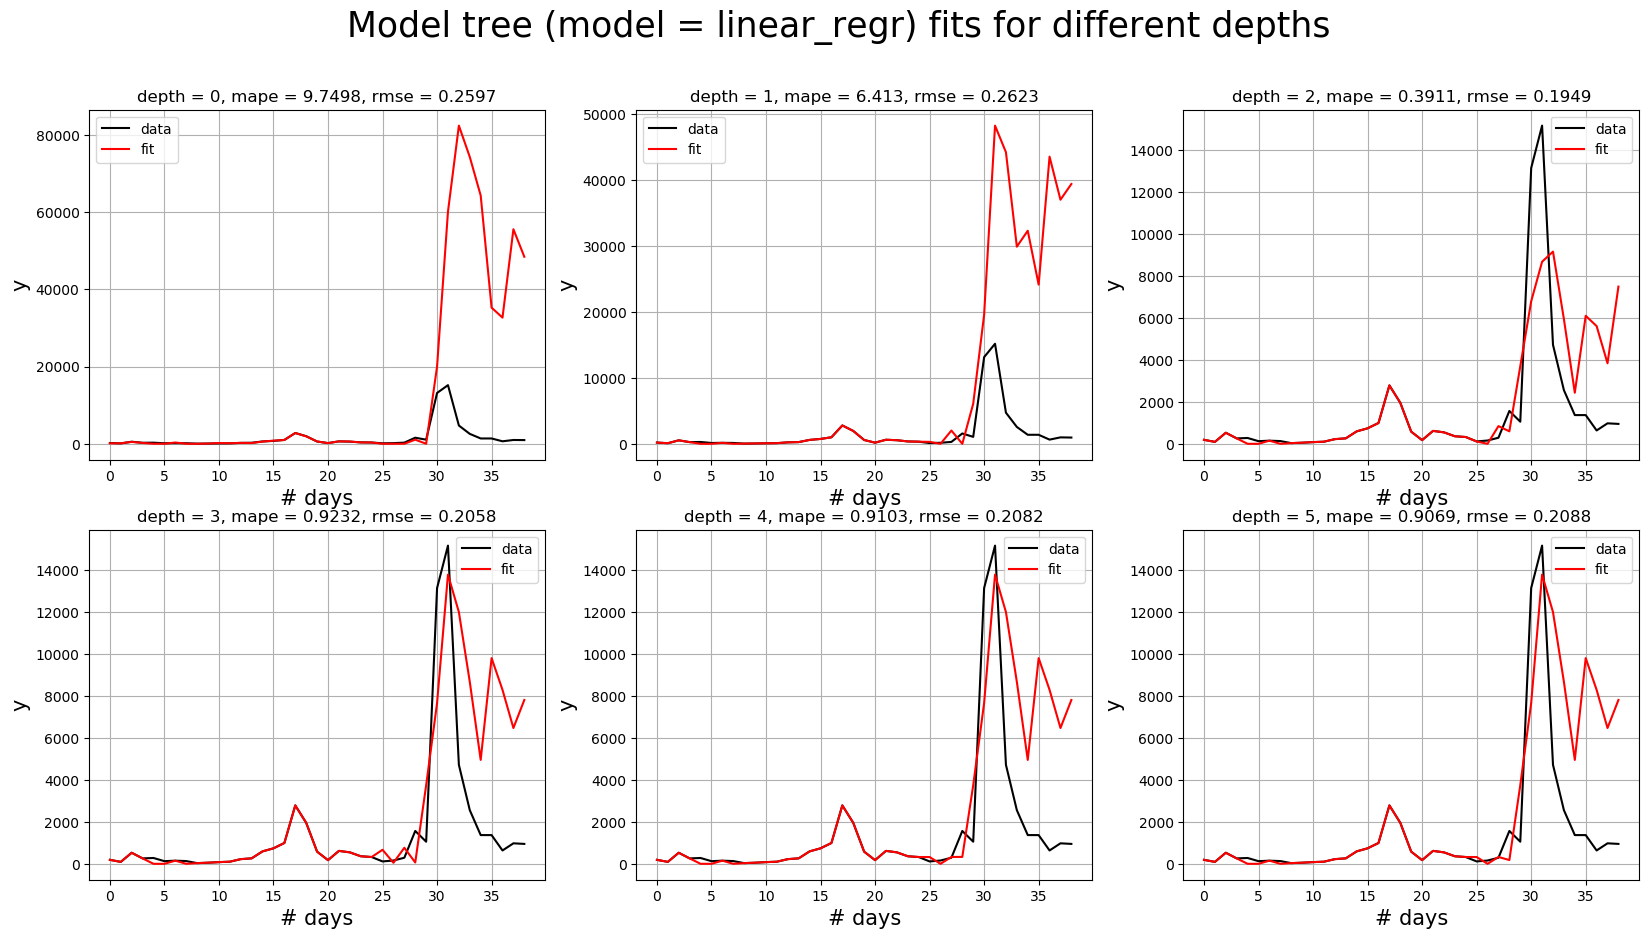 Model tree (model = linear_regr) fits for different depths
depth = 0, mape = 9.7498, rmse = 0.2597
data
fit
80000
60000
40000
20000
0
y
0 5 10 15 20 25 30 35
# days
depth = 1, mape = 6.413, rmse = 0.2623
data
fit
50000
40000
30000
20000
10000
0
y
0 5 10 15 20 25 30 35
# days
depth = 2, mape = 0.3911, rmse = 0.1949
data
fit
14000
12000
10000
8000
6000
4000
2000
0
y
0 5 10 15 20 25 30 35
# days
depth = 3, mape = 0.9232, rmse = 0.2058
data
fit
14000
12000
10000
8000
6000
4000
2000
0
y
0 5 10 15 20 25 30 35
# days
depth = 4, mape = 0.9103, rmse = 0.2082
data
fit
14000
12000
10000
8000
6000
4000
2000
0
y
0 5 10 15 20 25 30 35
# days
depth = 5, mape = 0.9069, rmse = 0.2088
data
fit
14000
12000
10000
8000
6000
4000
2000
0
y
0 5 10 15 20 25 30 35
# days